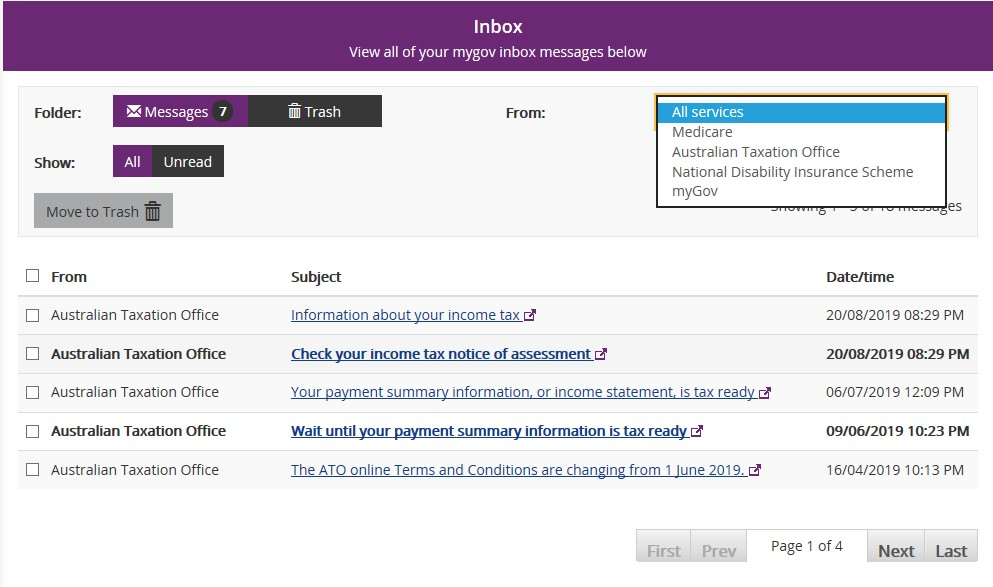 Inbox
View all of your mygov inbox messages below
Folder: Messages 7 Trash From: All services
Medicare
Australian Taxation Office
National Disability Insurance Scheme
myGov
Show: All Unread
Move to Trash
messages
From Subject Date/time
Australian Taxation Office Information about your income tax 20/08/2019 08:29 PM
Australian Taxation Office Check your income tax notice of assessment 20/08/2019 08:29 PM
Australian Taxation Office Your payment summary information, or income statement, is tax ready 06/07/2019 12:09 PM
Australian Taxation Office Wait until your payment summary information is tax ready 09/06/2019 10:23 PM
Australian Taxation Office The ATO online Terms and Conditions are changing from 1 June 2019. 16/04/2019 10:13 PM
First Prev Page 1 of 4 Next Last